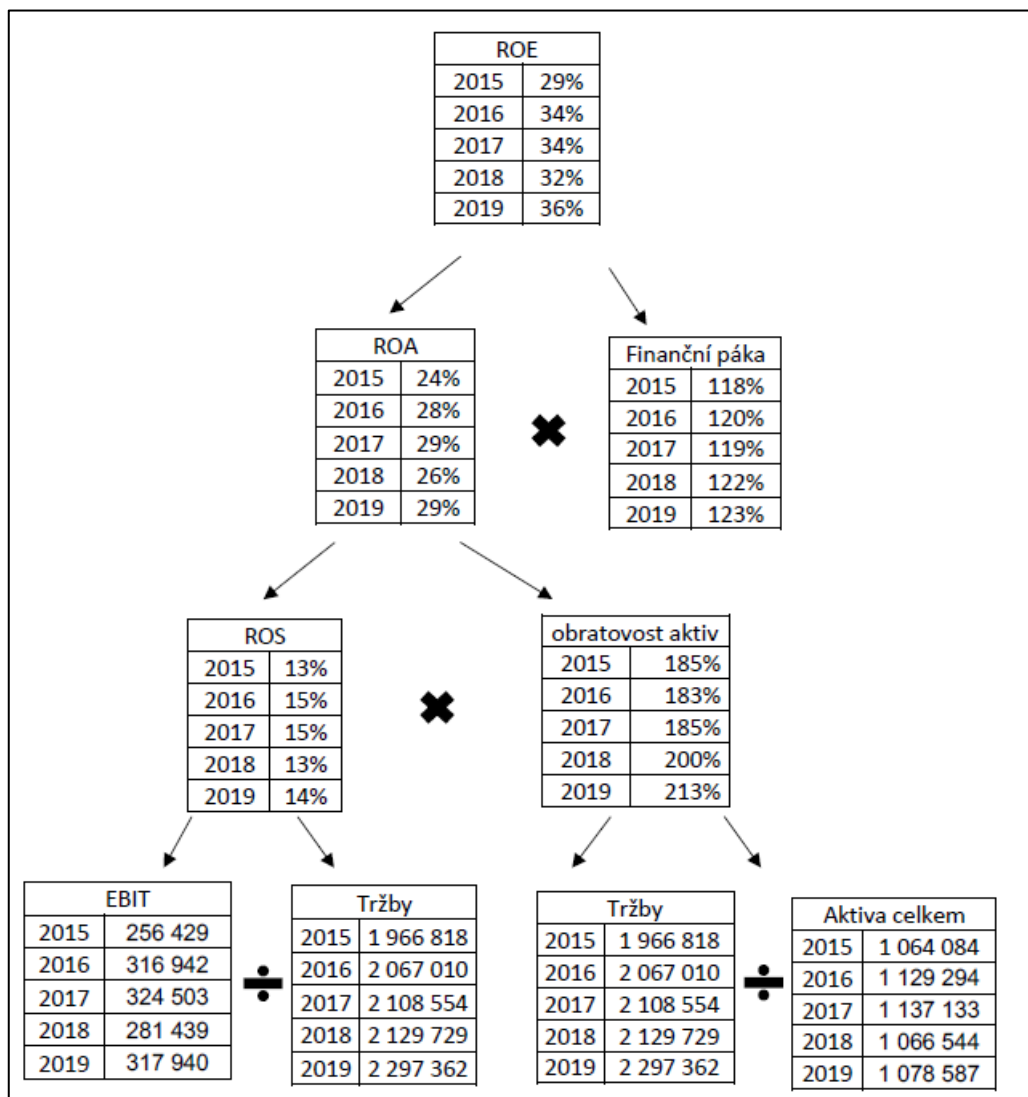 ROE
2015 29%
2016 34%
2017 34%
2018 32%
2019 36%
ROA
2015 24%
2016 28%
2017 29%
2018 26%
2019 29%
Finanční páka
2015 118%
2016 120%
2017 119%
2018 122%
2019 123%
ROS
2015 13%
2016 15%
2017 15%
2018 13%
2019 14%
obratovost aktiv
2015 185%
2016 183%
2017 185%
2018 200%
2019 213%
EBIT
2015 256 429
2016 316 942
2017 324 503
2018 281 439
2019 317 940
Tržby
2015 1 966 818
2016 2 067 010
2017 2 108 554
2018 2 129 729
2019 2 297 362
Tržby
2015 1 966 818
2016 2 067 010
2017 2 108 554
2018 2 129 729
2019 2 297 362
Aktiva celkem
2015 1 064 084
2016 1 129 294
2017 1 137 133
2018 1 066 544
2019 1 078 587